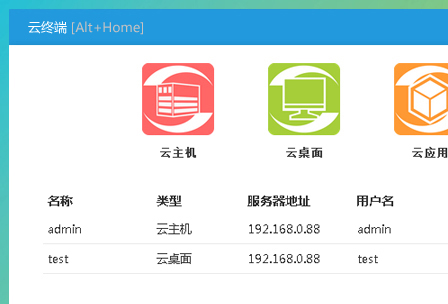 云终端 [Alt+Home]
云主机 云桌面 云应用
名称 类型 服务器地址 用户名
admin 云主机 192.168.0.88 admin
test 云桌面 192.168.0.88 test